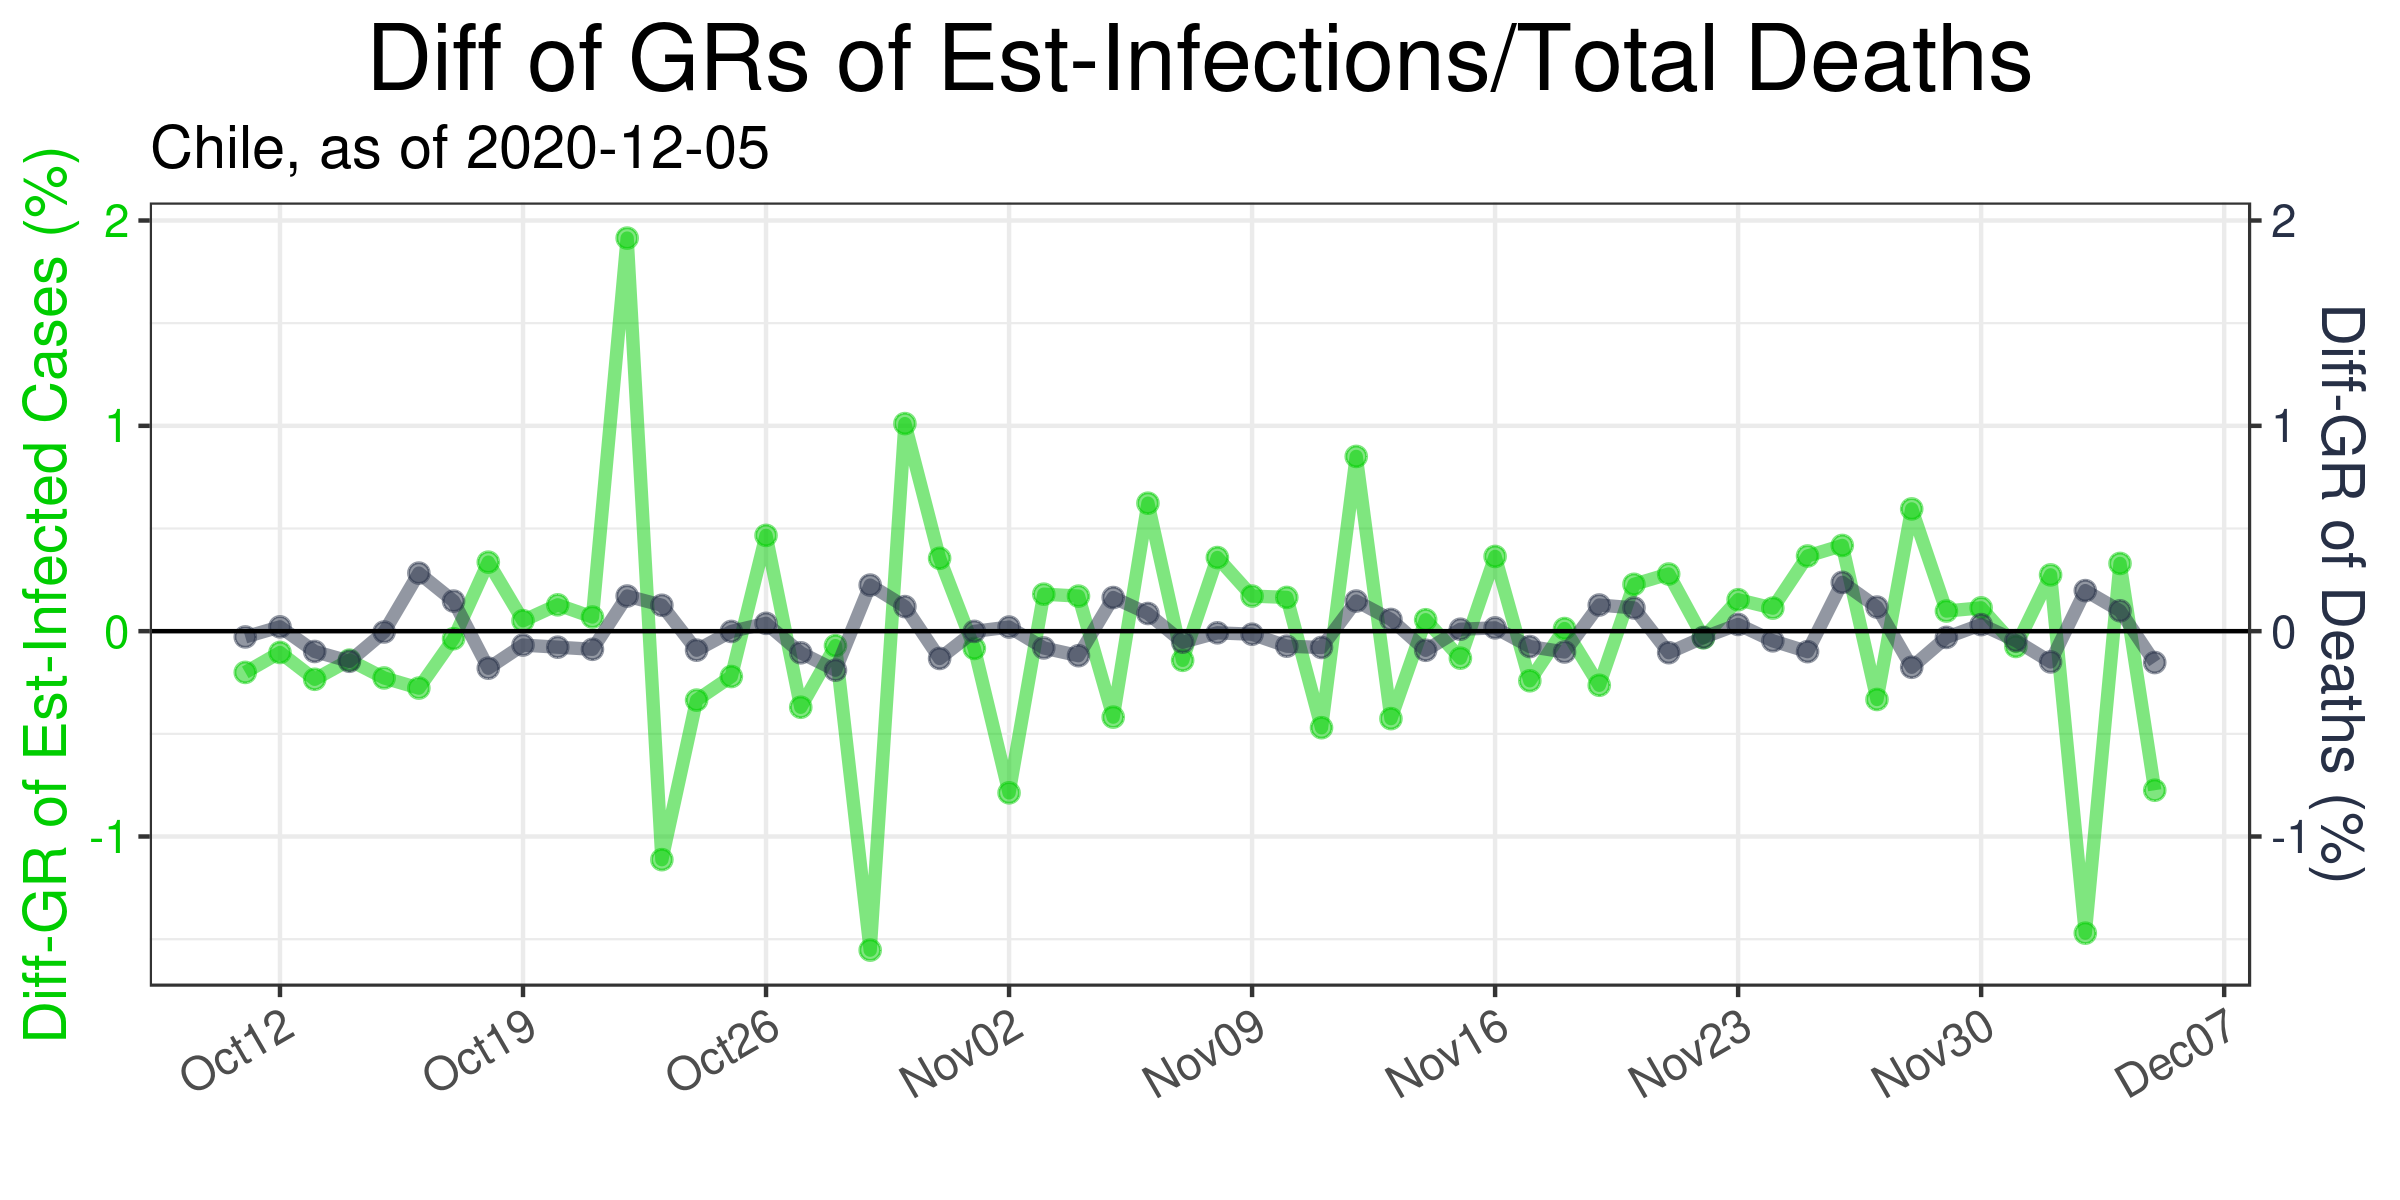 Diff of GRs of Est-Infections/Total Deaths
Chile, as of 2020-12-05
Diff-GR of Est-Infected Cases (%)
2
1
0
-1
2
1
0
-1
Diff-GR of Deaths (%)
Oct12
Oct19
Oct26
Nov02
Nov09
Nov16
Nov23
Nov30
Dec07